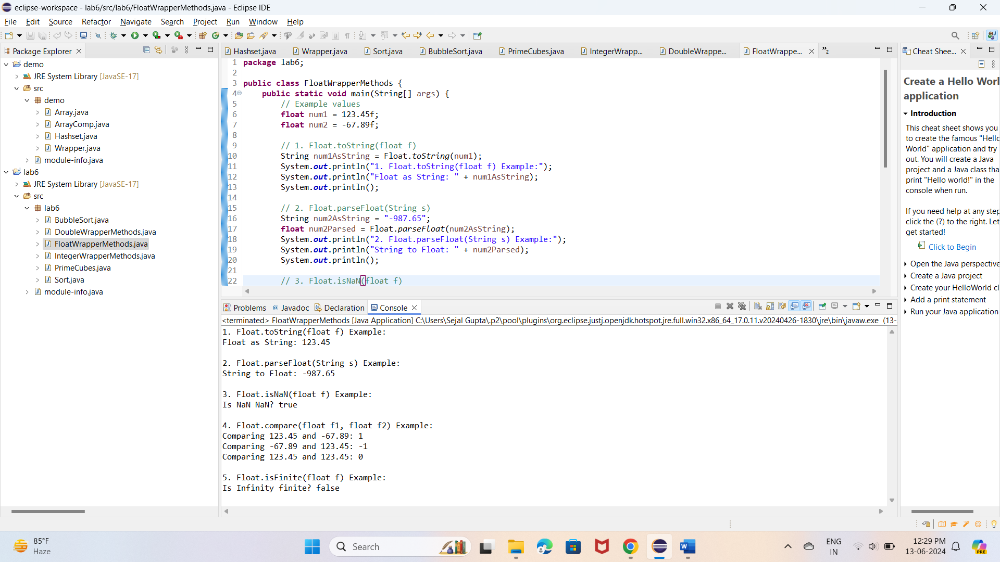 eclipse-workspace - lab6/src/lab6/FloatWrapperMethods.java - Eclipse IDE
File Edit Source Refactor Navigate Search Project Run Window Help
Package Explorer
demo
JRE System Library [JavaSE-17]
src
demo
Array.java
ArrayComp.java
Hashset.java
Wrapper.java
module-info.java
lab6
JRE System Library [JavaSE-17]
src
lab6
BubbleSort.java
DoubleWrapperMethods.java
FloatWrapperMethods.java
IntegerWrapperMethods.java
PrimeCubes.java
Sort.java
module-info.java
Hashset.java Wrapper.java Sort.java BubbleSort.java PrimeCubes.java IntegerWrapp... DoubleWrappe... FloatWrappe... »2
1 package lab6;
2
3 public class FloatWrapperMethods {
4 public static void main(String[] args) {
5 // Example values
6 float num1 = 123.45f;
7 float num2 = -67.89f;
8
9 // 1. Float.toString(float f)
10 String num1AsString = Float.toString(num1);
11 System.out.println("1. Float.toString(float f) Example:");
12 System.out.println("Float as String: " + num1AsString);
13 System.out.println();
14
15 // 2. Float.parseFloat(String s)
16 String num2AsString = "-987.65";
17 float num2Parsed = Float.parseFloat(num2AsString);
18 System.out.println("2. Float.parseFloat(String s) Example:");
19 System.out.println("String to Float: " + num2Parsed);
20 System.out.println();
21
22 // 3. Float.isNaN(float f)
Problems Javadoc Declaration Console
<terminated> FloatWrapperMethods [Java Application] C:\Users\Sejal Gupta\.p2\pool\plugins\org.eclipse.justj.openjdk.hotspot.jre.full.win32.x86_64_17.0.11.v20240426-1830\jre\bin\javaw.exe (13-
1. Float.toString(float f) Example:
Float as String: 123.45
2. Float.parseFloat(String s) Example:
String to Float: -987.65
3. Float.isNaN(float f) Example:
Is NaN NaN? true
4. Float.compare(float f1, float f2) Example:
Comparing 123.45 and -67.89: 1
Comparing -67.89 and 123.45: -1
Comparing 123.45 and 123.45: 0
5. Float.isFinite(float f) Example:
Is Infinity finite? false
Cheat Shee...
Create a Hello Worl
application
Introduction
This cheat sheet shows you
to create the famous "Hello
World" application and try
out. You will create a Java
project and a Java class tha
print "Hello world!" in the
console when run.
If you need help at any step
click the (?) to the right. Let
get started!
Click to Begin
Open the Java perspective
Create a Java project
Create your HelloWorld cl
Add a print statement
Run your Java application
85°F
Haze
Search
ENG
IN
12:29 PM
13-06-2024
PRE